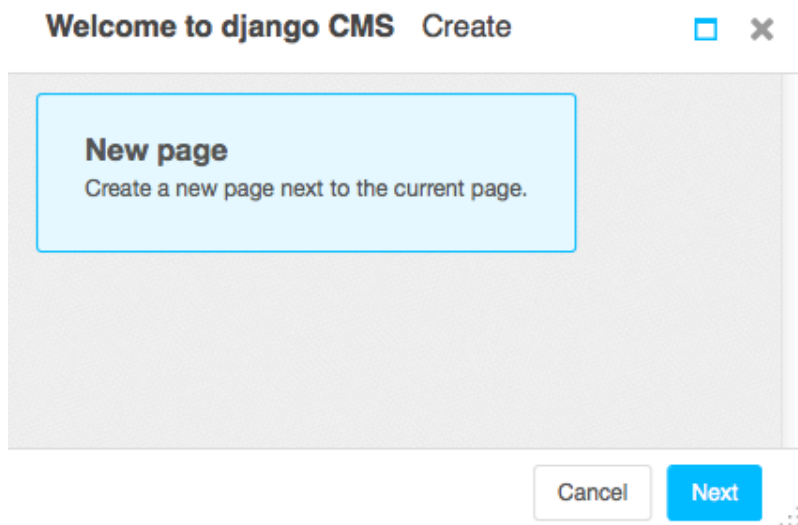 Welcome to django CMS Create
New page
Create a new page next to the current page.
Cancel Next